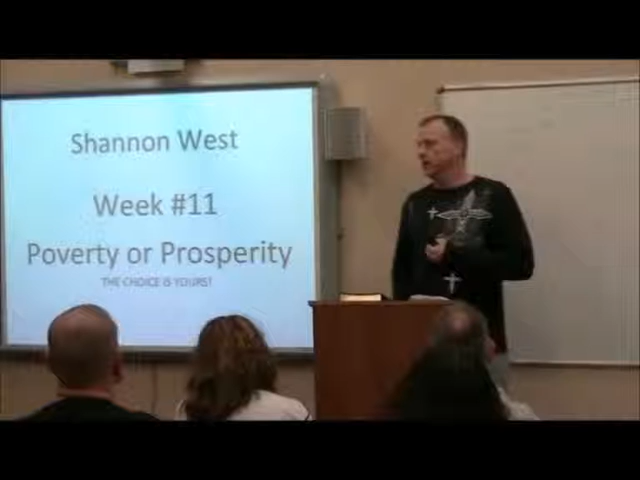 Shannon West
Week #11
Poverty or Prosperity
THE CHOICE IS YOURS!